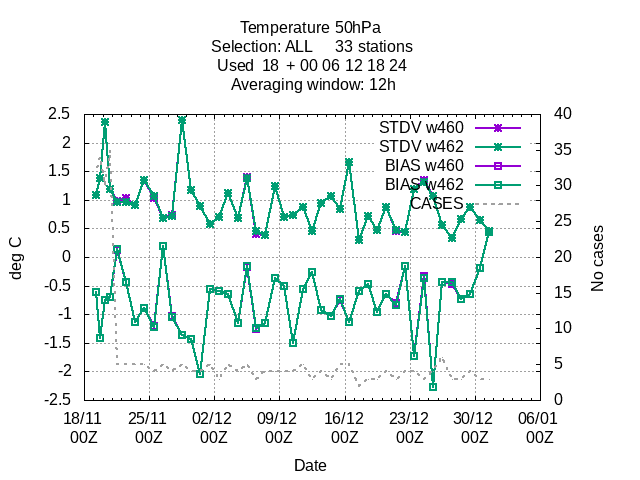 Temperature 50hPa
Selection: ALL 33 stations
Used 18 + 00 06 12 18 24
Averaging window: 12h
STDV w460
STDV w462
BIAS w460
BIAS w462
CASES
deg C
2.5
2
1.5
1
0.5
0
-0.5
-1
-1.5
-2
-2.5
No cases
40
35
30
25
20
15
10
5
0
18/11 25/11 02/12 09/12 16/12 23/12 30/12 06/01
00Z 00Z 00Z 00Z 00Z 00Z 00Z 00Z
Date